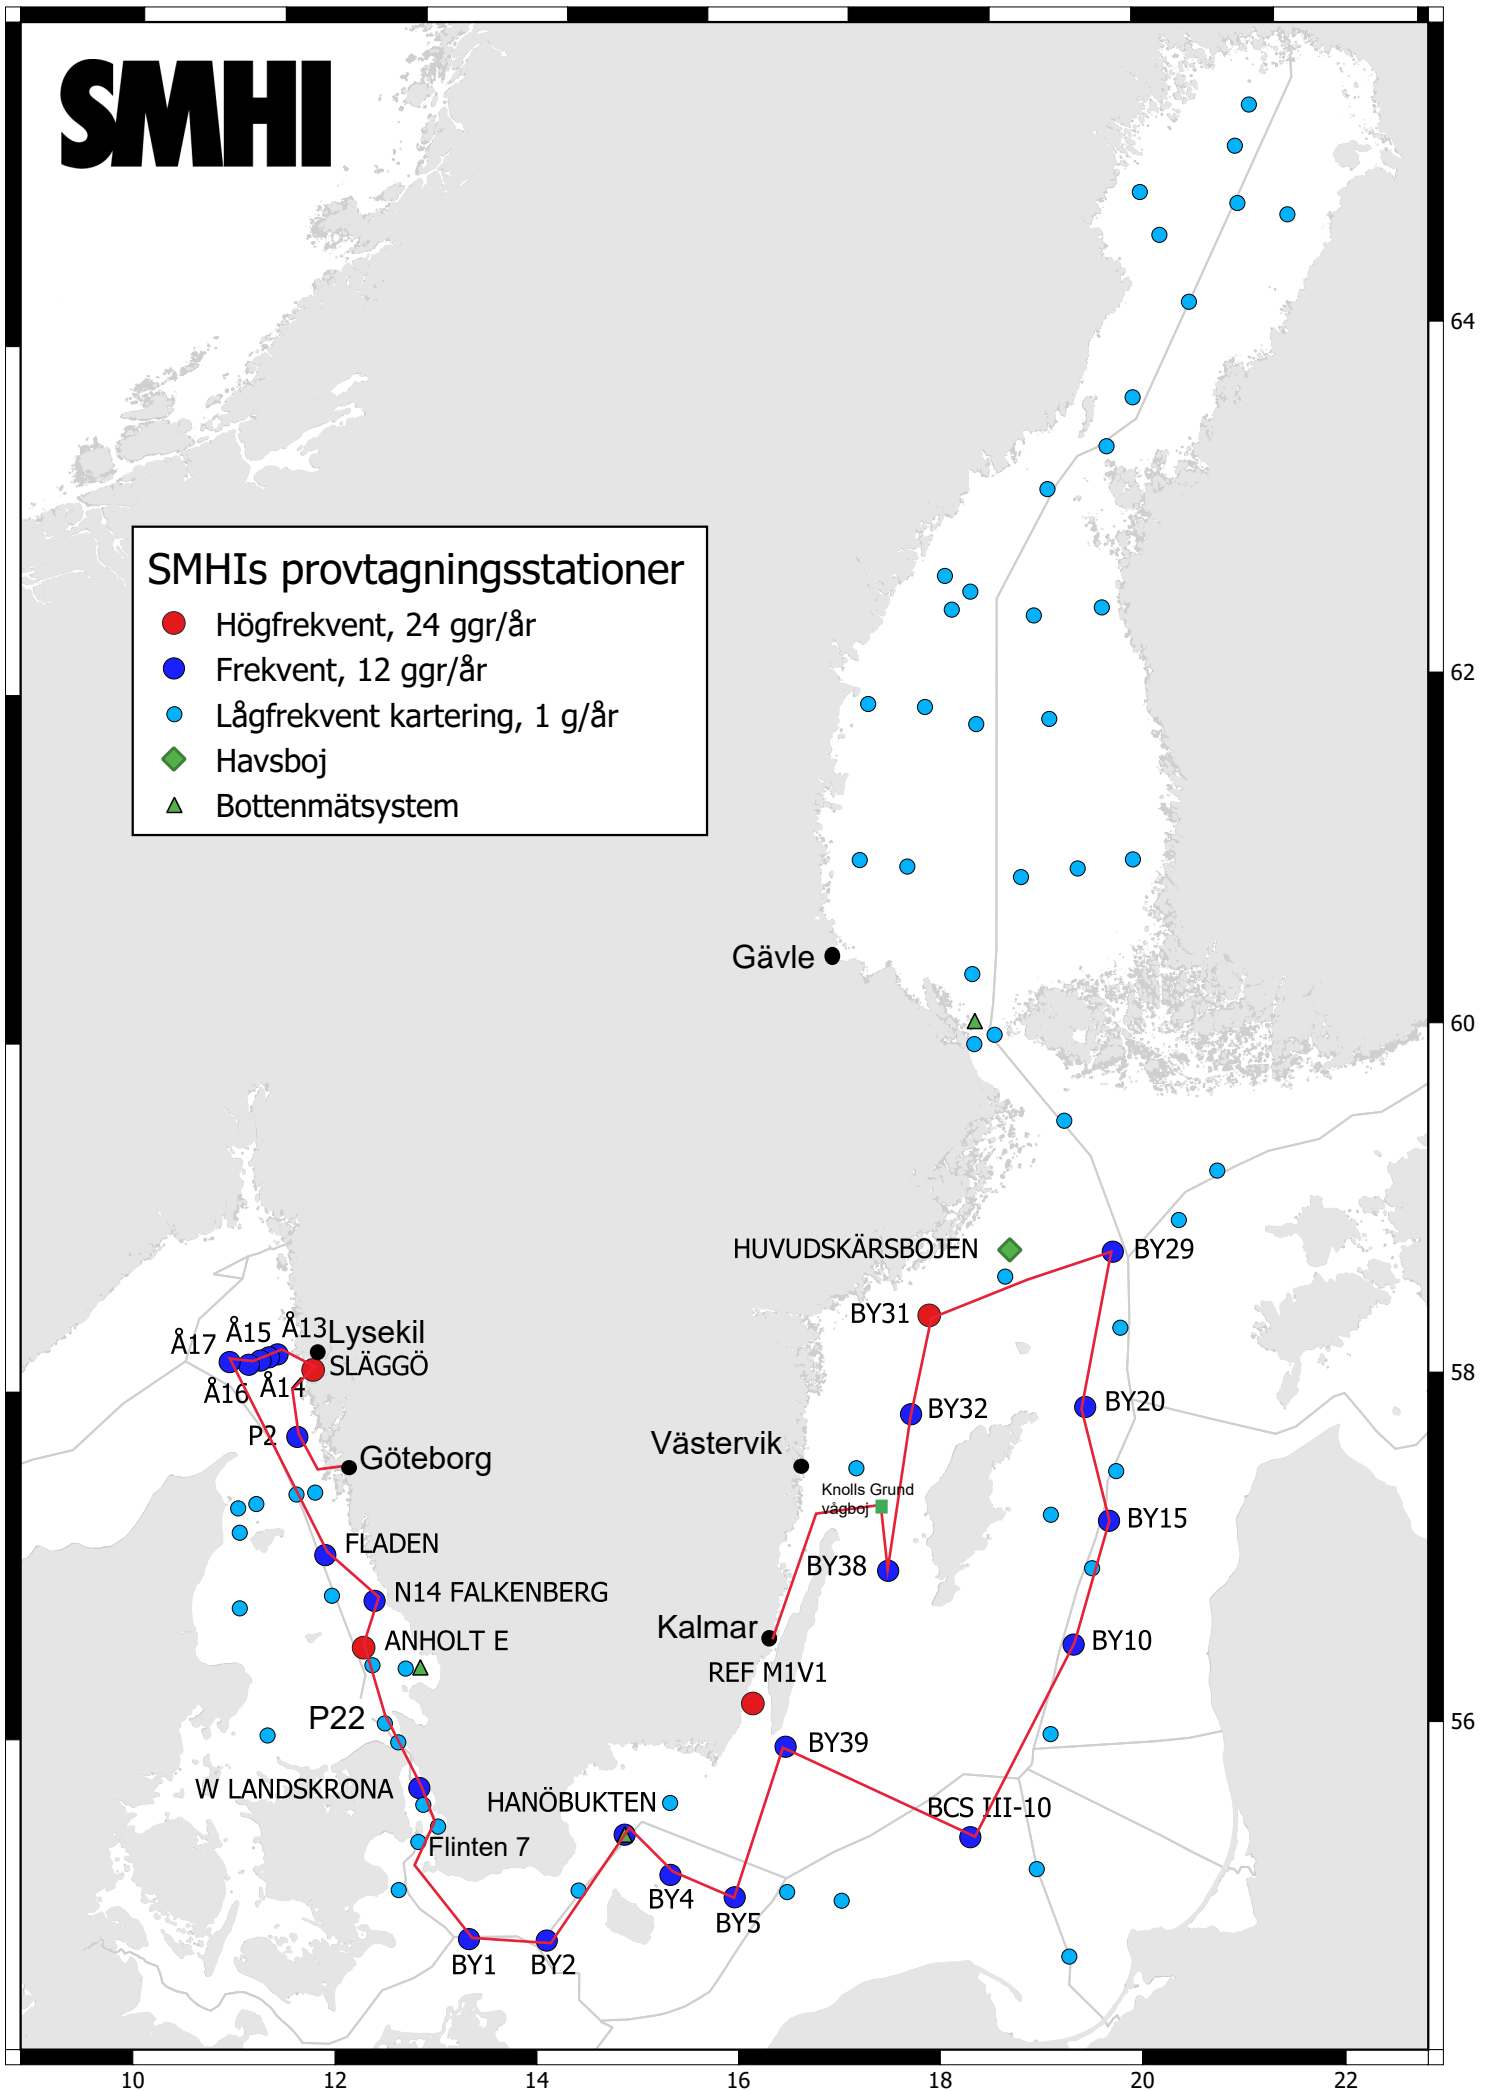 SMHI
64
SMHIs provtagningsstationer
Högfrekvent, 24 ggr/år
Frekvent, 12 ggr/år
62
Lågfrekvent kartering, 1 g/år
Havsboj
Bottenmätsystem
Gävle
60
HUVUDSKÄRSBOJEN
BY29
BY31
Å17
Å15
Å13
Lysekil
SLÄGGÖ
58
Å16
Å14
BY20
BY32
P2
Västervik
Göteborg
Knolls Grund
vågboj
BY15
FLADEN
BY38
N14 FALKENBERG
Kalmar
ANHOLT E
BY10
REF M1V1
P22
56
BY39
W LANDSKRONA
HANÖBUKTEN
BCS III-10
Flinten 7
BY4
BY5
BY1
BY2
10
12
14
16
18
20
22